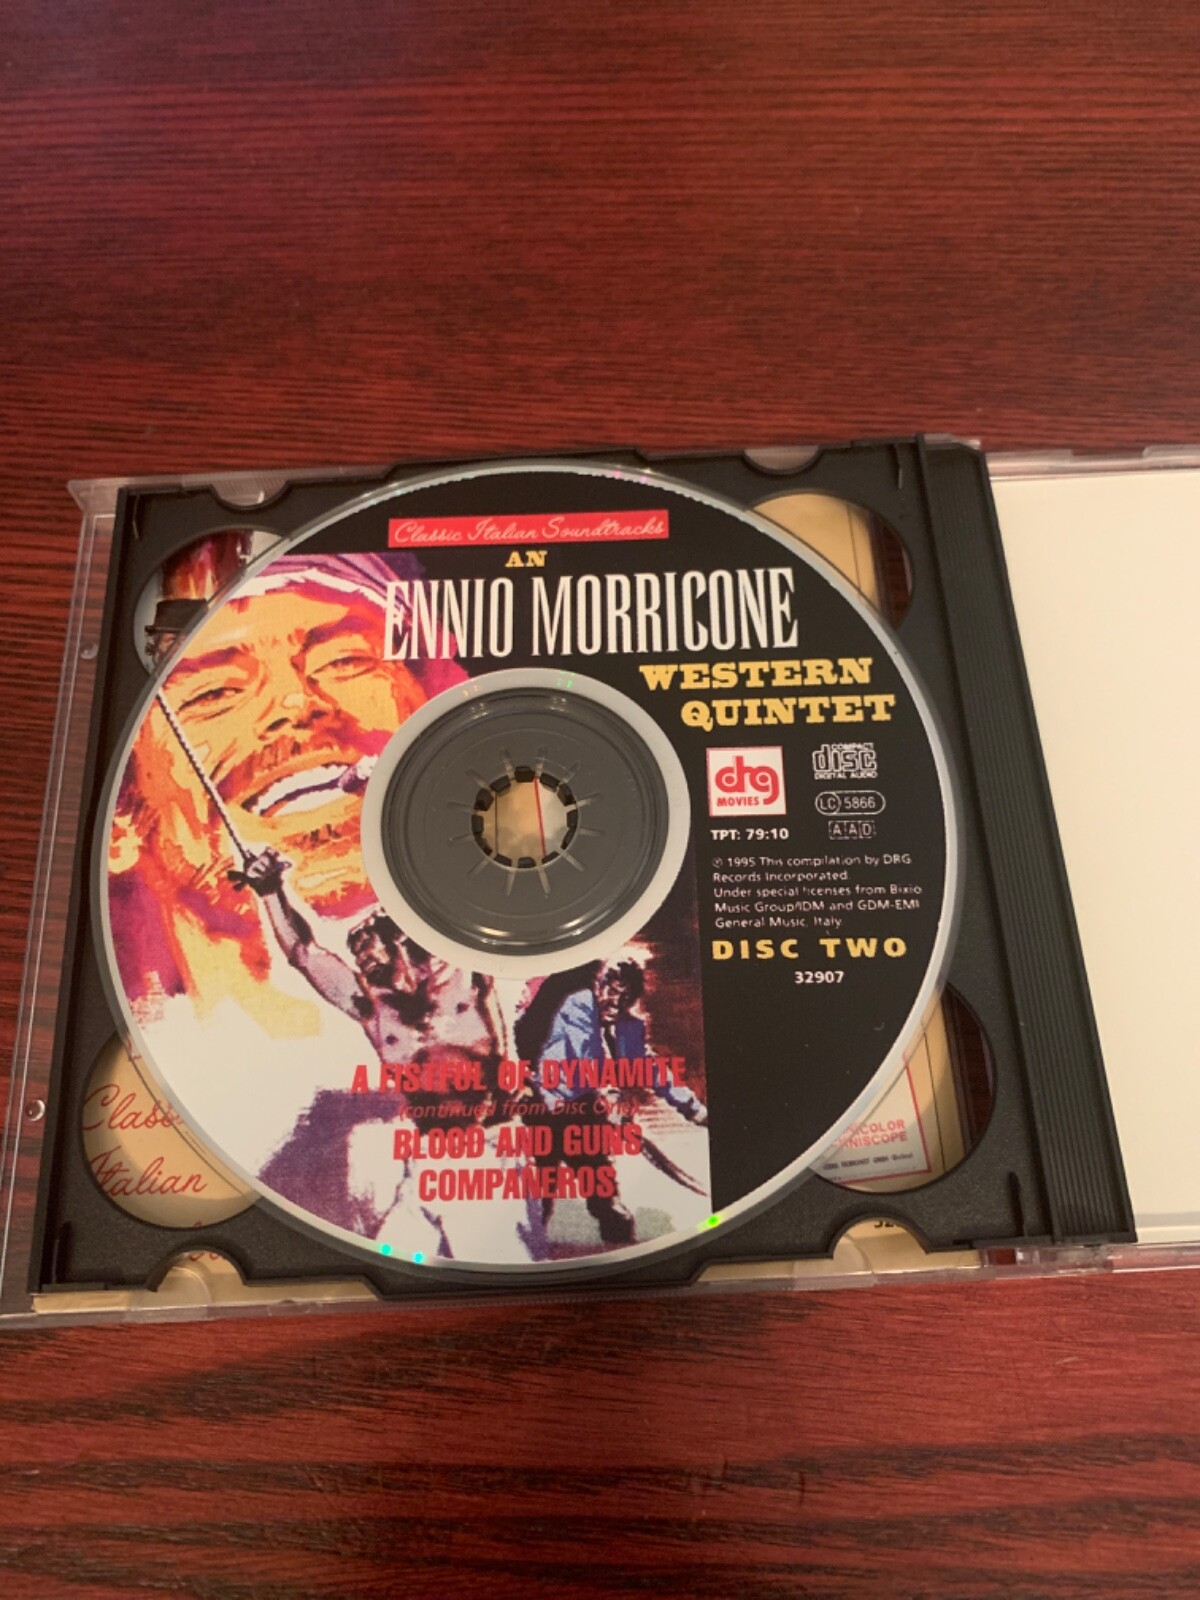 Classic Italian Soundtracks
AN
ENNIO MORRICONE
WESTERN
QUINTET
drg
MOVIES
COMPACT
disc
DIGITAL AUDIO
LC 5866
AAD
TPT: 79:10
℗ 1995 This compilation by DRG
Records Incorporated.
Under special licenses from Bixio
Music Group/IDM and GDM-EMI
General Music, Italy.
DISC TWO
32907
A FISTFUL OF DYNAMITE
(continued from Disc One)
BLOOD AND GUNS
COMPAÑEROS
Class
Italian